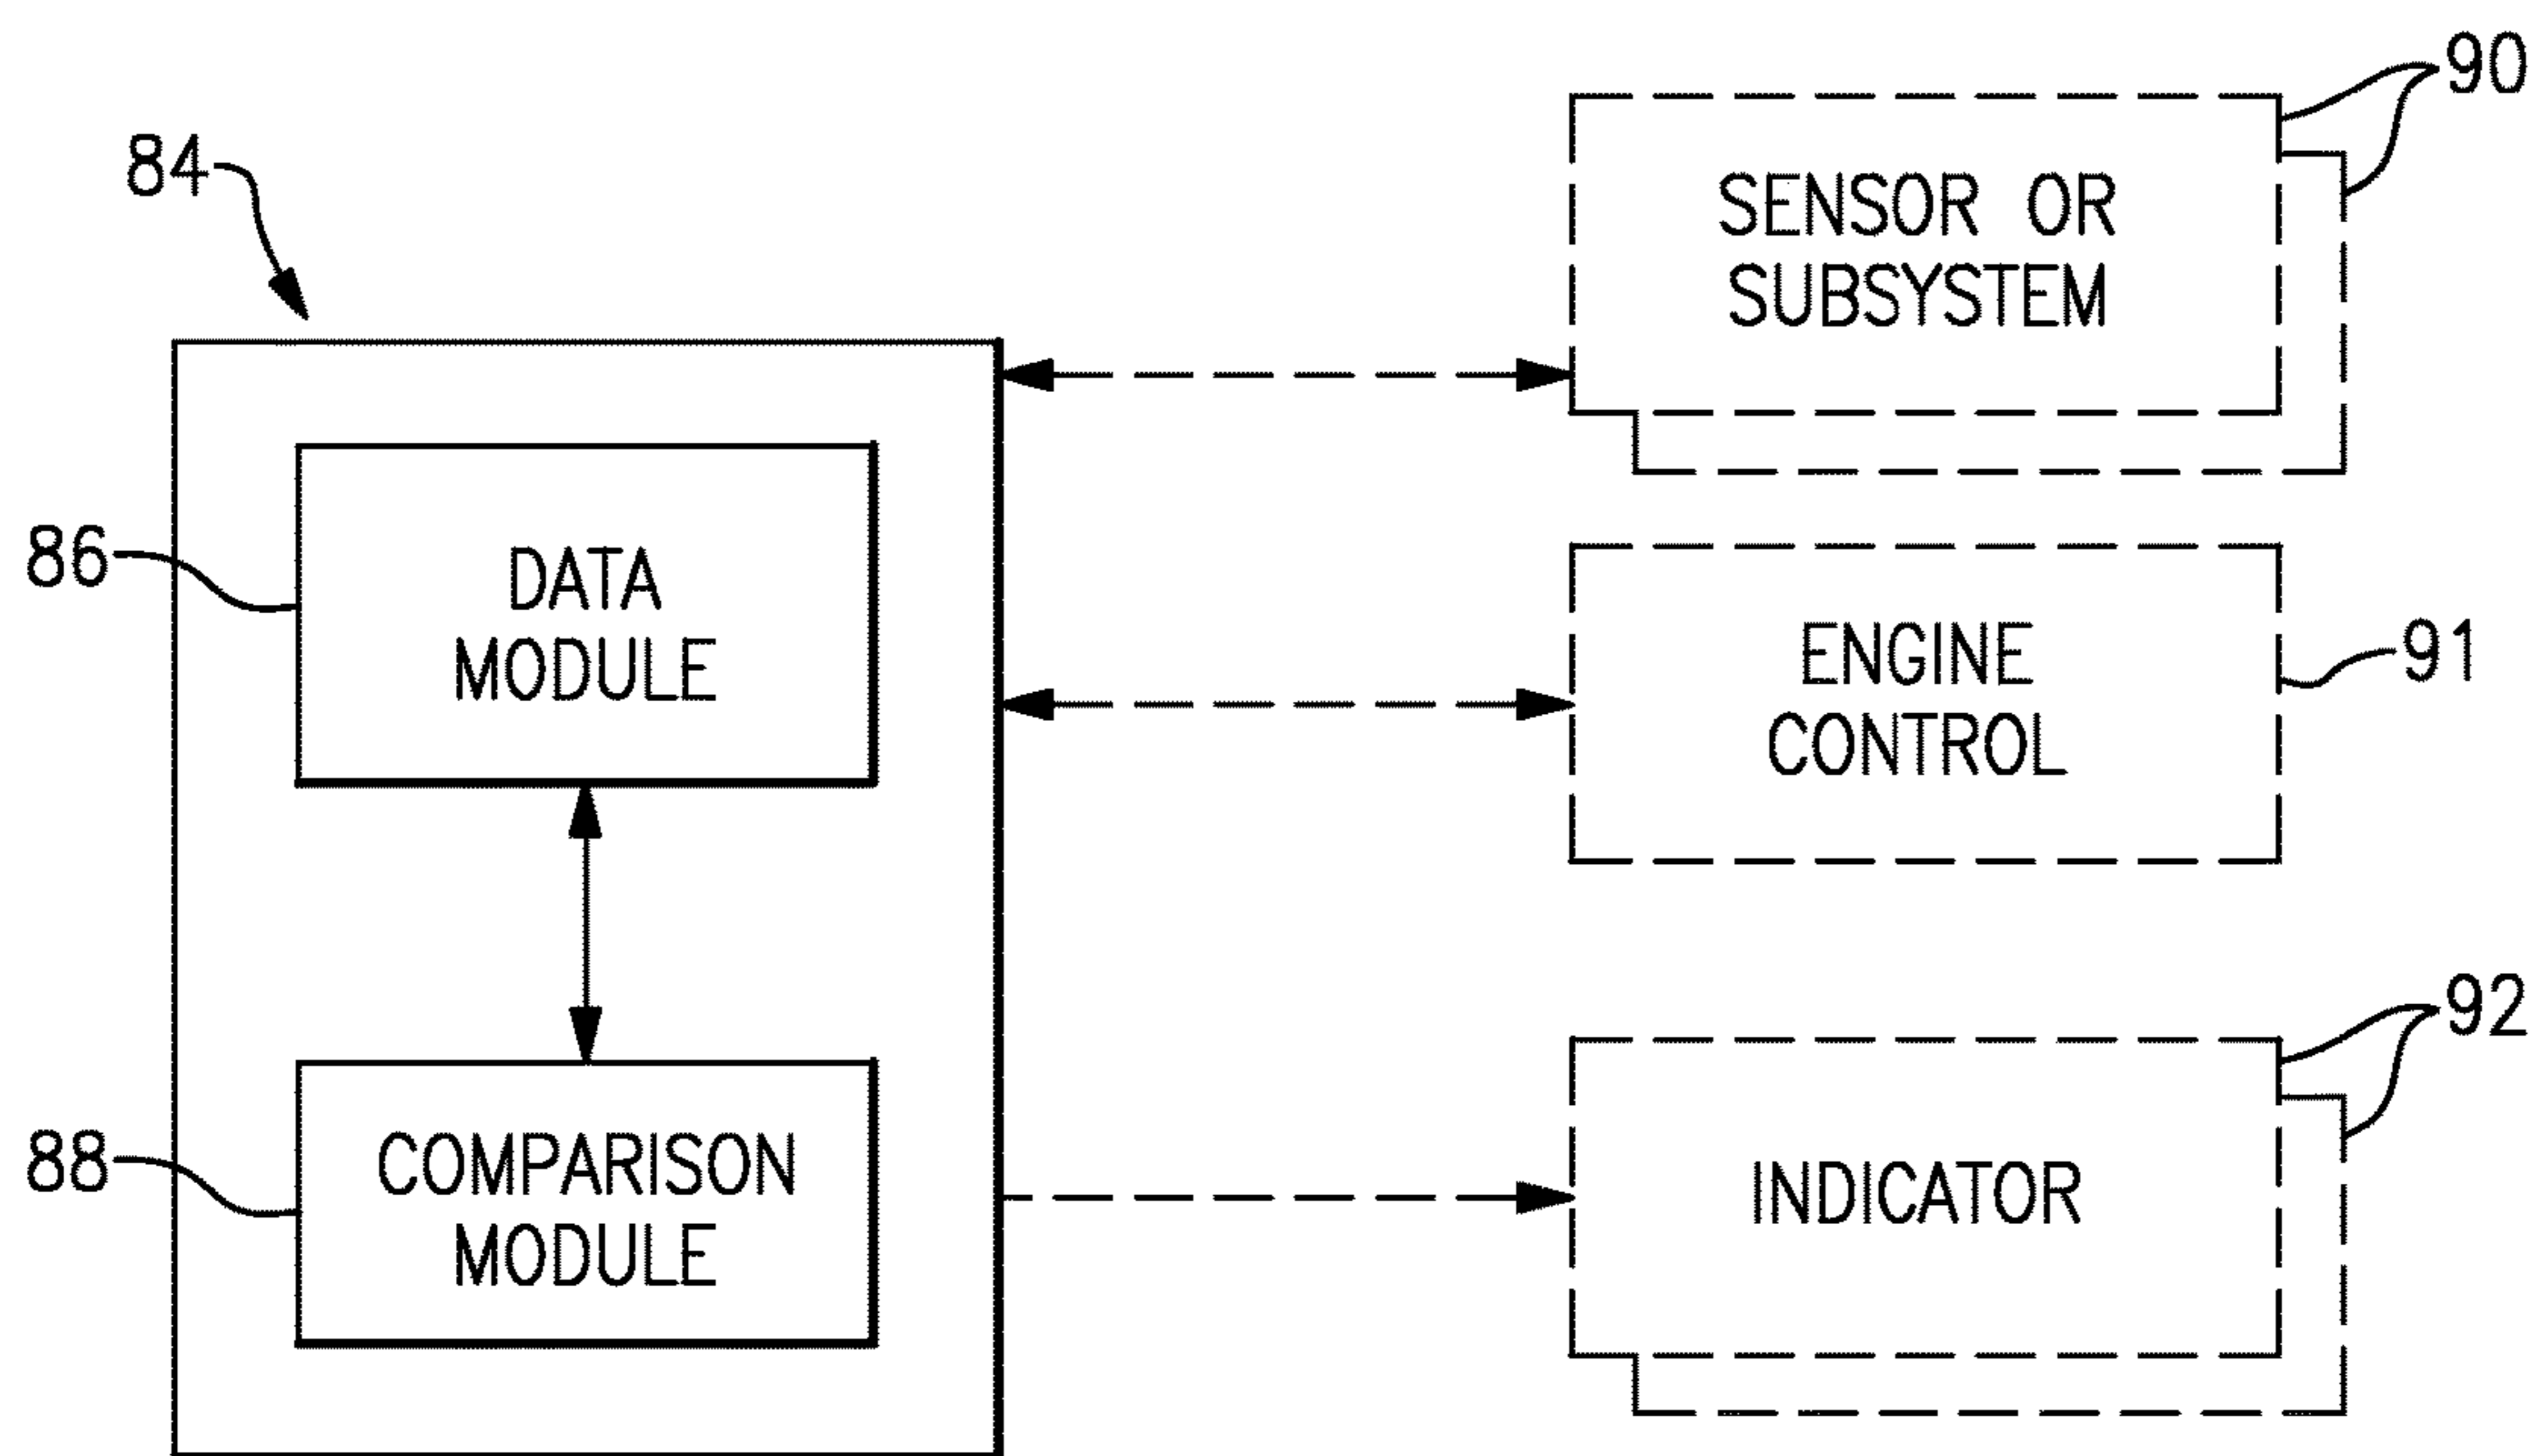 84
86
DATA
MODULE
88
COMPARISON
MODULE
90
SENSOR OR
SUBSYSTEM
91
ENGINE
CONTROL
92
INDICATOR